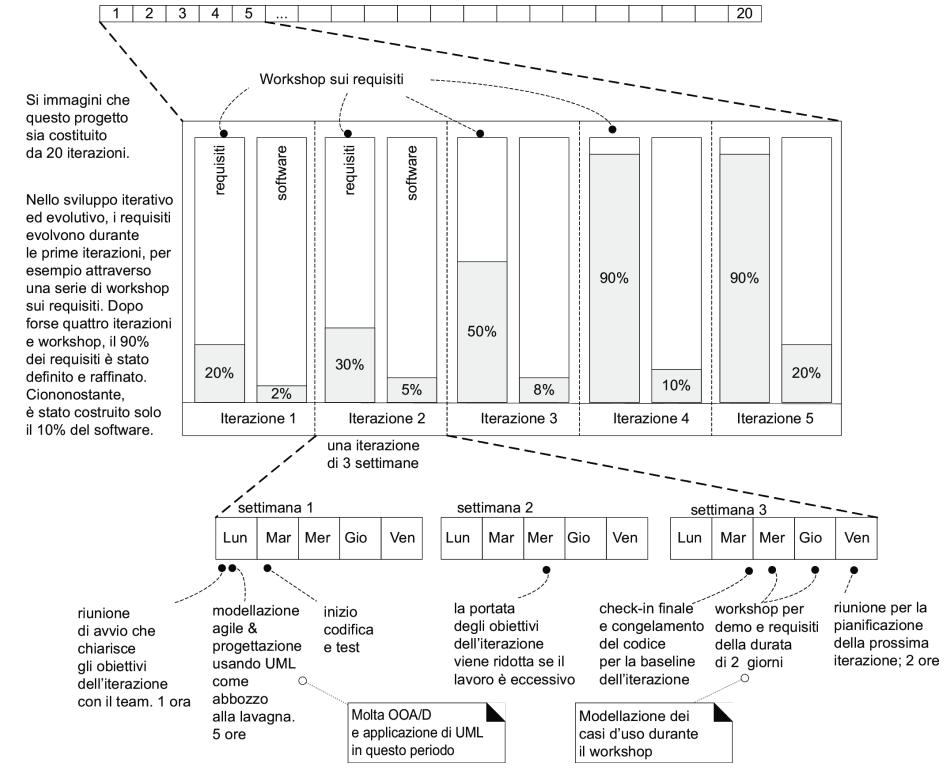 1 2 3 4 5 ... 20
Workshop sui requisiti
Si immagini che
questo progetto
sia costituito
da 20 iterazioni.
Nello sviluppo iterativo
ed evolutivo, i requisiti
evolvono durante
le prime iterazioni, per
esempio attraverso
una serie di workshop
sui requisiti. Dopo
forse quattro iterazioni
e workshop, il 90%
dei requisiti è stato
definito e raffinato.
Ciononostante,
è stato costruito solo
il 10% del software.
requisiti
software
requisiti
software
20%
2%
30%
5%
50%
8%
90%
10%
90%
20%
Iterazione 1
Iterazione 2
Iterazione 3
Iterazione 4
Iterazione 5
una iterazione
di 3 settimane
settimana 1
Lun Mar Mer Gio Ven
settimana 2
Lun Mar Mer Gio Ven
settimana 3
Lun Mar Mer Gio Ven
riunione
di avvio che
chiarisce
gli obiettivi
dell'iterazione
con il team. 1 ora
modellazione
agile &
progettazione
usando UML
come
abbozzo
alla lavagna.
5 ore
inizio
codifica
e test
la portata
degli obiettivi
dell'iterazione
viene ridotta se il
lavoro è eccessivo
check-in finale
e congelamento
del codice
per la baseline
dell'iterazione
workshop per
demo e requisiti
della durata
di 2 giorni
riunione per la
pianificazione
della prossima
iterazione; 2 ore
Molta OOA/D
e applicazione di UML
in questo periodo
Modellazione dei
casi d'uso durante
il workshop